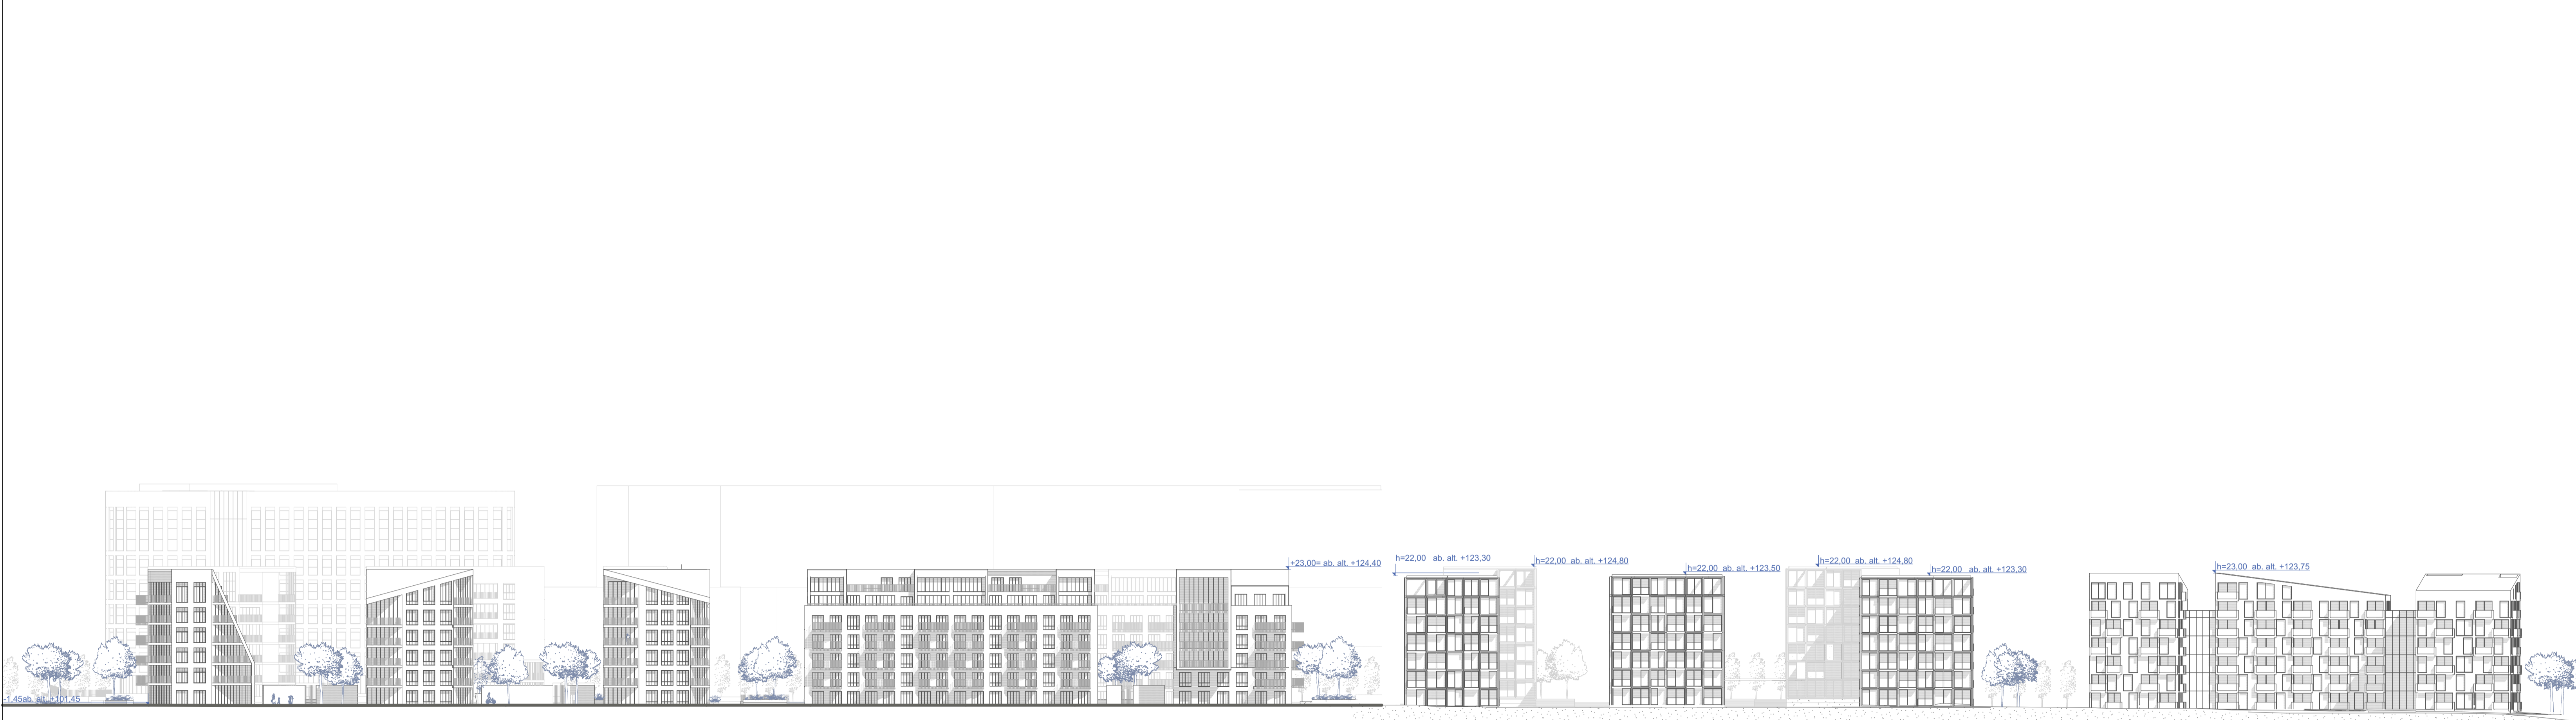 h=22,00 ab. alt. +123,30
+23,00= ab. alt. +124,40
h=22,00 ab. alt. +124,80
h=22,00 ab. alt. +123,50
h=22,00 ab. alt. +124,80
h=22,00 ab. alt. +123,30
h=23,00 ab. alt. +123,75
-1,45ab. alt. +101,45